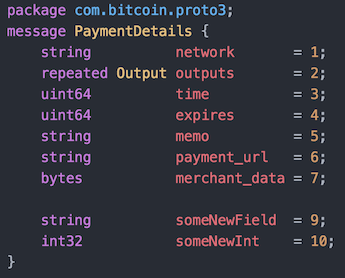 package com.bitcoin.proto3;
message PaymentDetails {
string network = 1;
repeated Output outputs = 2;
uint64 time = 3;
uint64 expires = 4;
string memo = 5;
string payment_url = 6;
bytes merchant_data = 7;
string someNewField = 9;
int32 someNewInt = 10;
}